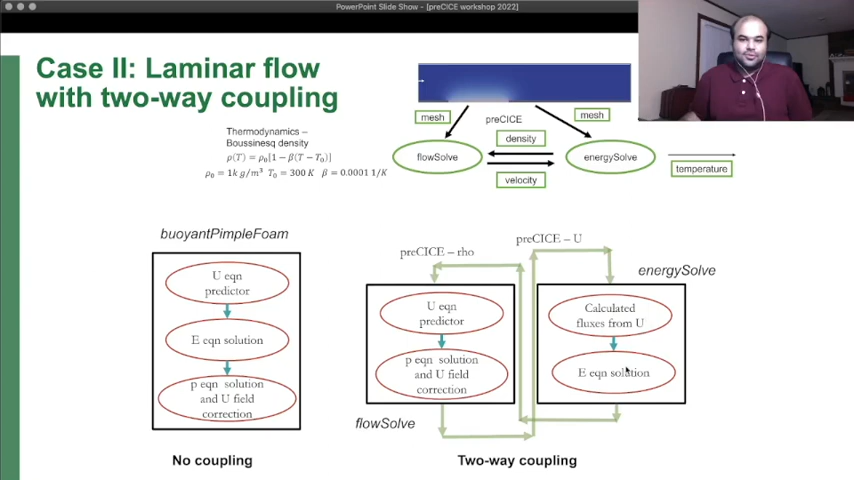 PowerPoint Slide Show - [preCICE workshop 2022]
Case II: Laminar flow
with two-way coupling
Thermodynamics –
Boussinesq density
ρ(T) = ρ₀[1 − β(T − T₀)]
ρ₀ = 1k g/m³ T₀ = 300 K β = 0.0001 1/K
mesh
preCICE
mesh
density
flowSolve
energySolve
velocity
temperature
buoyantPimpleFoam
U eqn
predictor
E eqn solution
p eqn solution
and U field
correction
No coupling
preCICE – rho
preCICE – U
energySolve
U eqn
predictor
p eqn solution
and U field
correction
Calculated
fluxes from U
E eqn solution
flowSolve
Two-way coupling